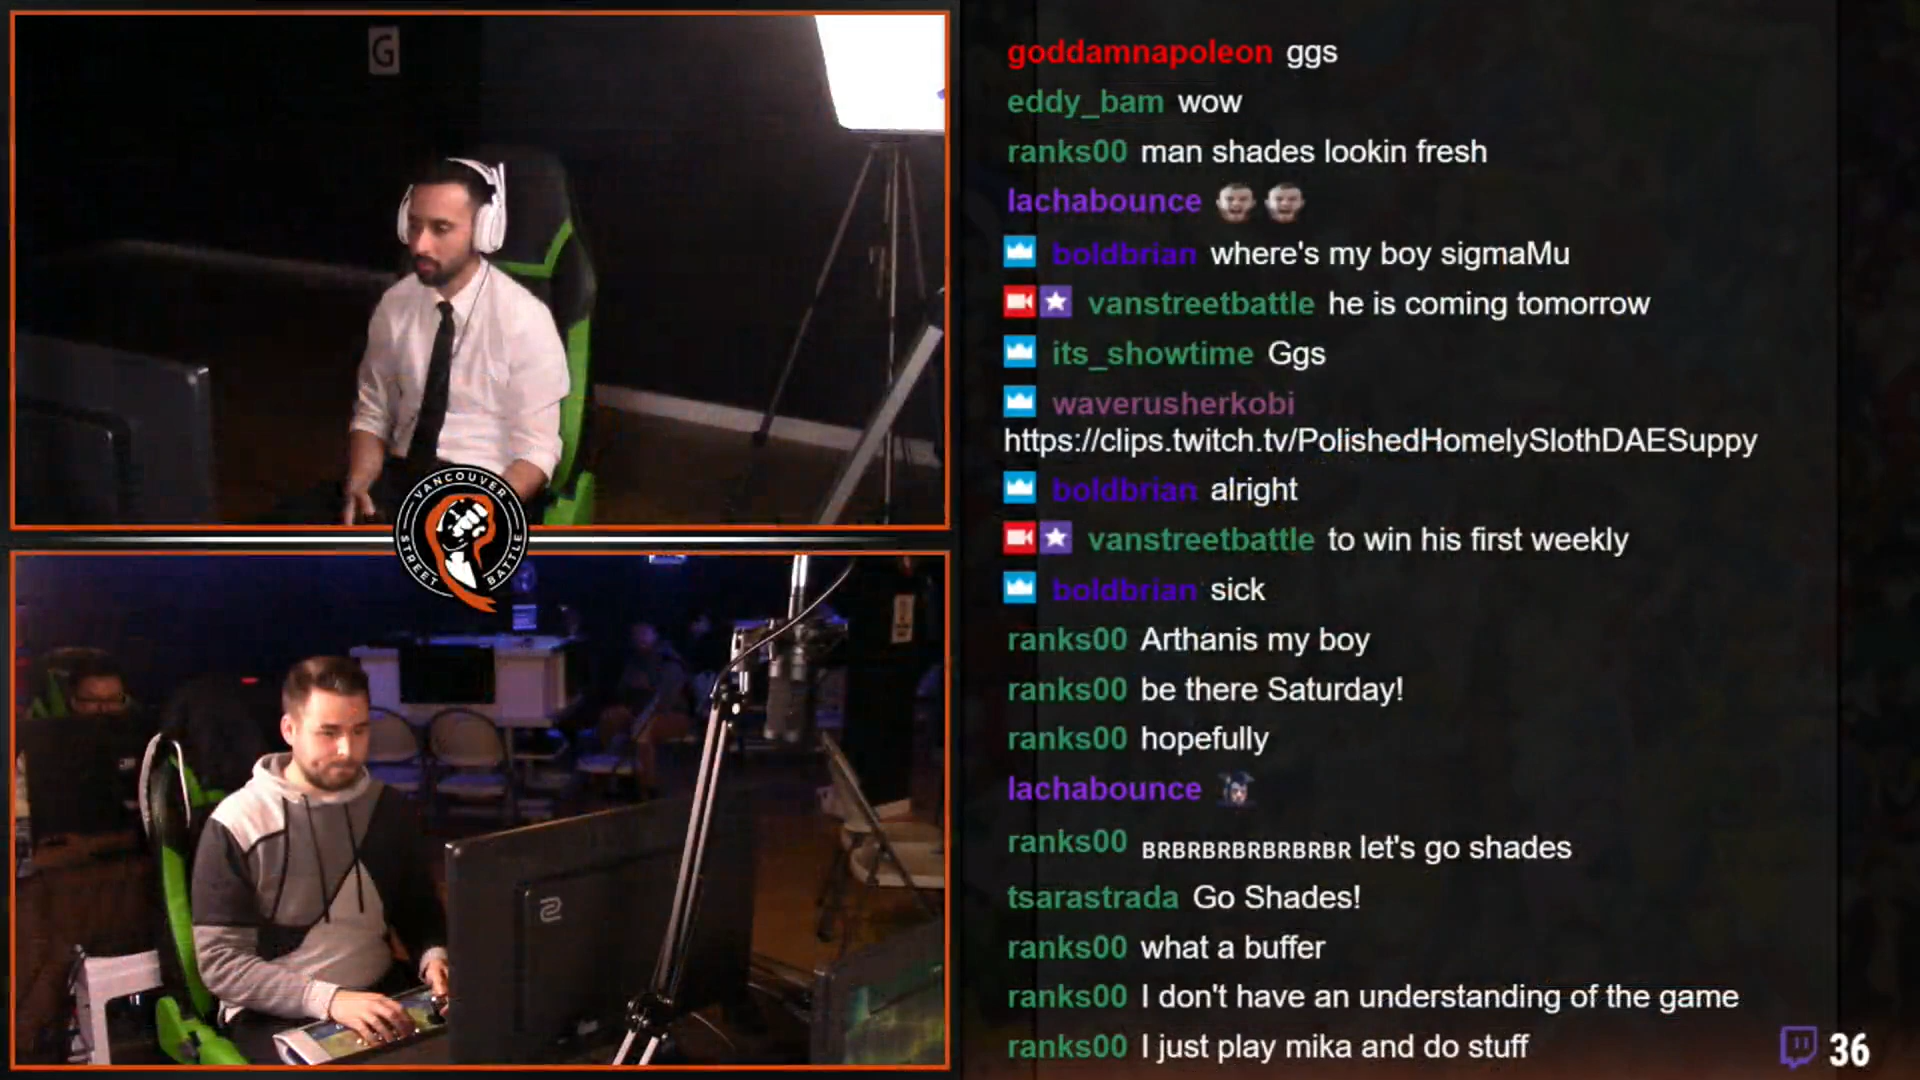 G
VANCOUVER
STREET BATTLE
goddamnapoleon ggs
eddy_bam wow
ranks00 man shades lookin fresh
lachabounce
boldbrian where's my boy sigmaMu
vanstreetbattle he is coming tomorrow
its_showtime Ggs
waverusherkobi
https://clips.twitch.tv/PolishedHomelySlothDAESuppy
boldbrian alright
vanstreetbattle to win his first weekly
boldbrian sick
ranks00 Arthanis my boy
ranks00 be there Saturday!
ranks00 hopefully
lachabounce
ranks00 ʙʀʙʀʙʀʙʀʙʀʙʀʙʀ let's go shades
tsarastrada Go Shades!
ranks00 what a buffer
ranks00 I don't have an understanding of the game
ranks00 I just play mika and do stuff
36